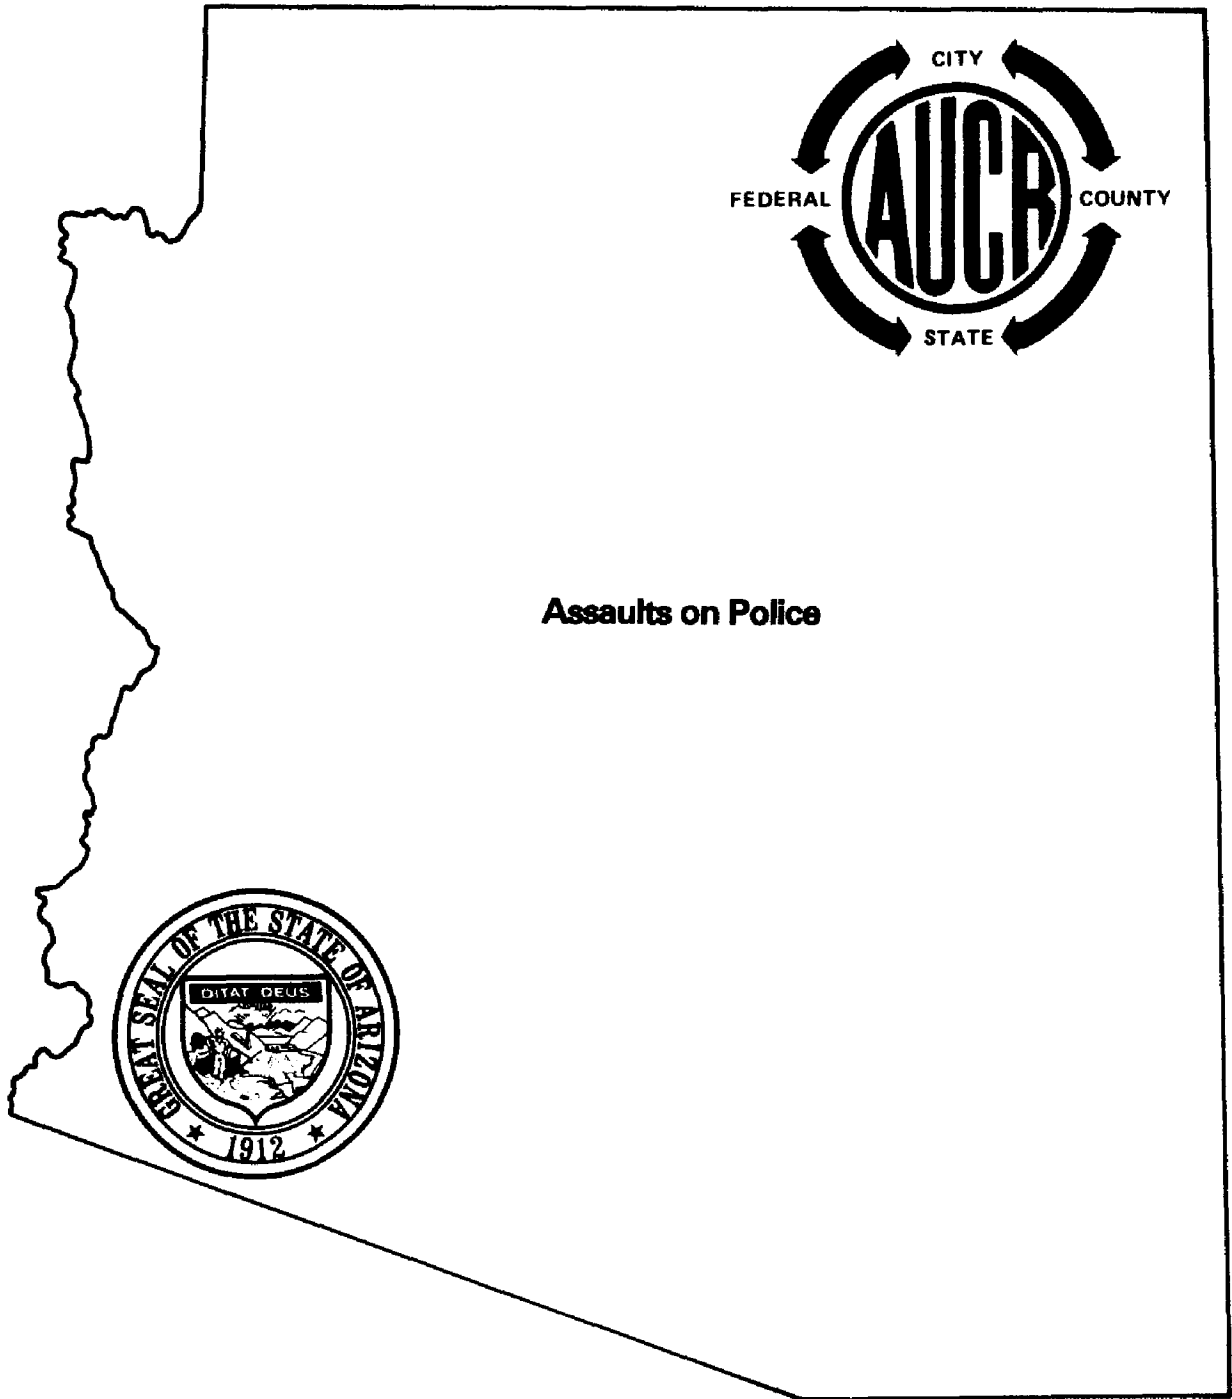 CITY
FEDERAL
AUCR
COUNTY
STATE
Assaults on Police
GREAT SEAL OF THE STATE OF ARIZONA
DITAT DEUS
1912